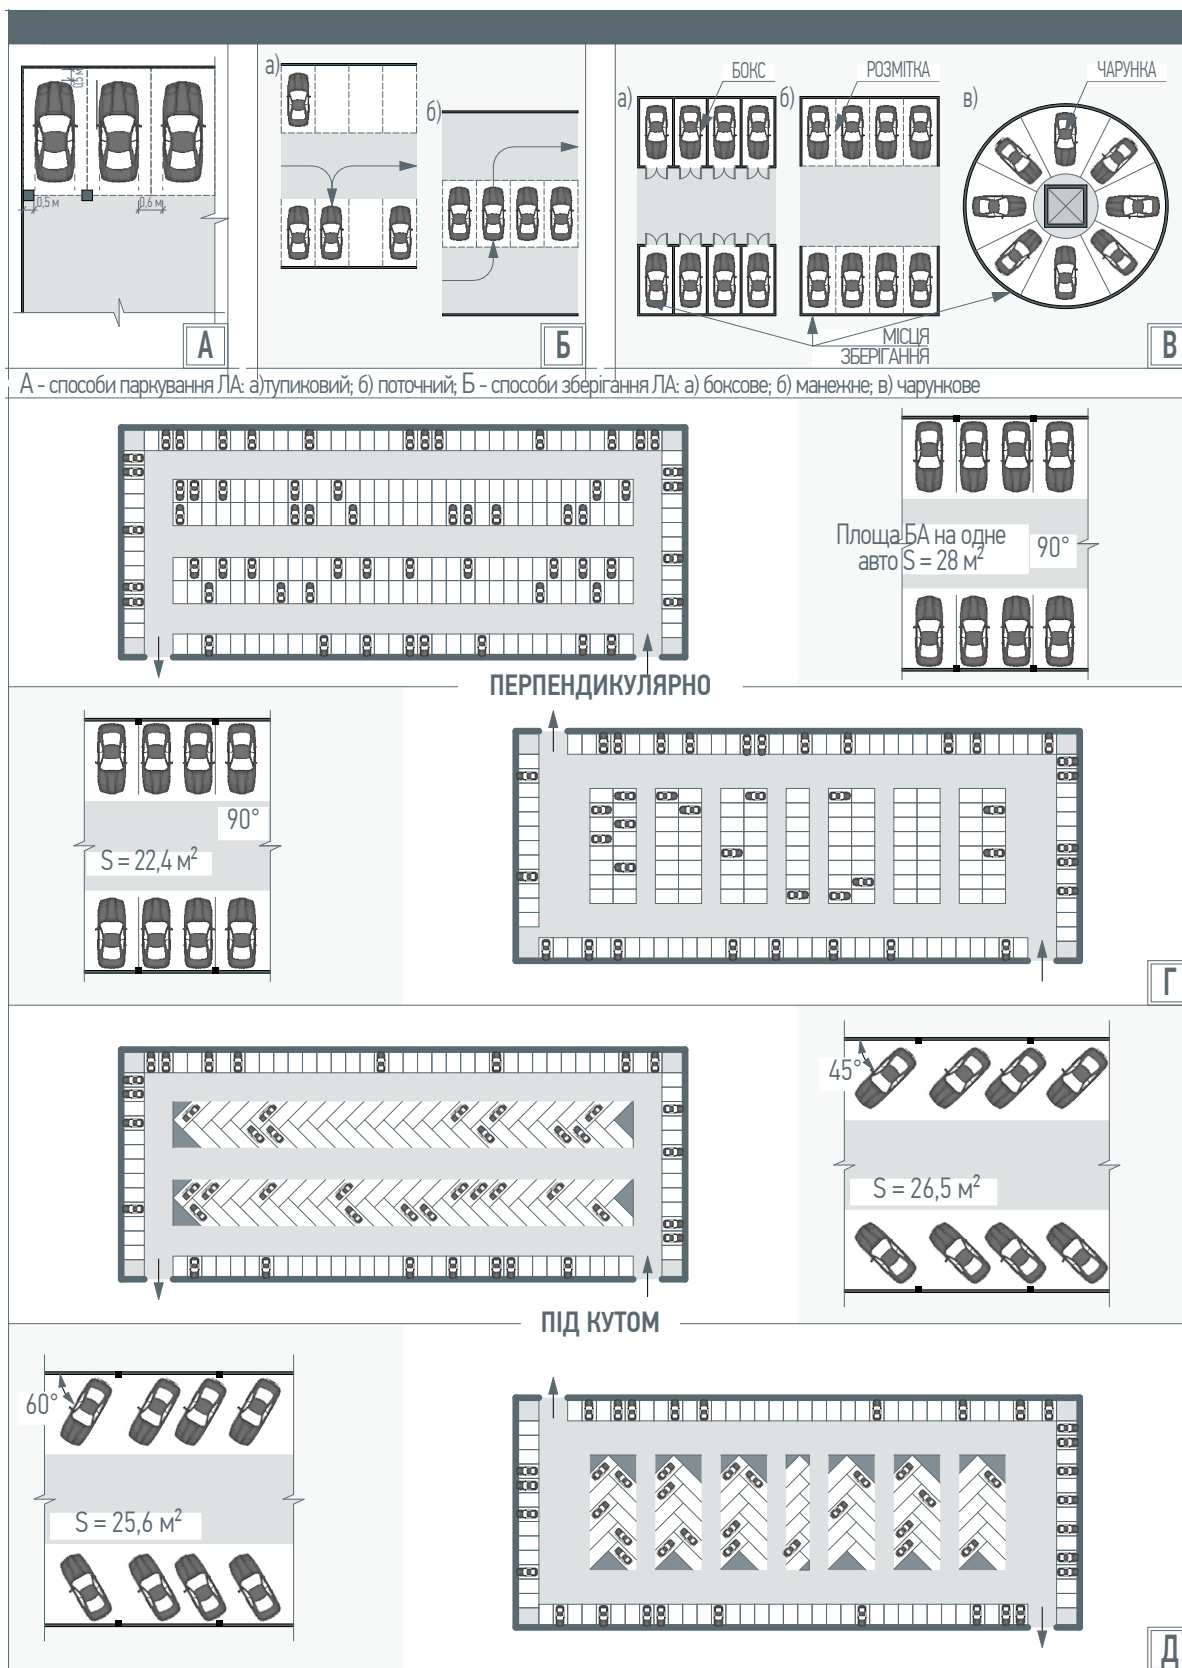 0,5 м
0,5 м
0,6 м
А
а)
б)
Б
а)
БОКС
б)
РОЗМІТКА
в)
ЧАРУНКА
МІСЦЯ
ЗБЕРІГАННЯ
В
А - способи паркування ЛА: а)тупиковий; б) поточний; Б - способи зберігання ЛА: а) боксове; б) манежне; в) чарункове
Площа БА на одне
авто S = 28 м²
90°
ПЕРПЕНДИКУЛЯРНО
90°
S = 22,4 м²
Г
45°
S = 26,5 м²
ПІД КУТОМ
60°
S = 25,6 м²
Д